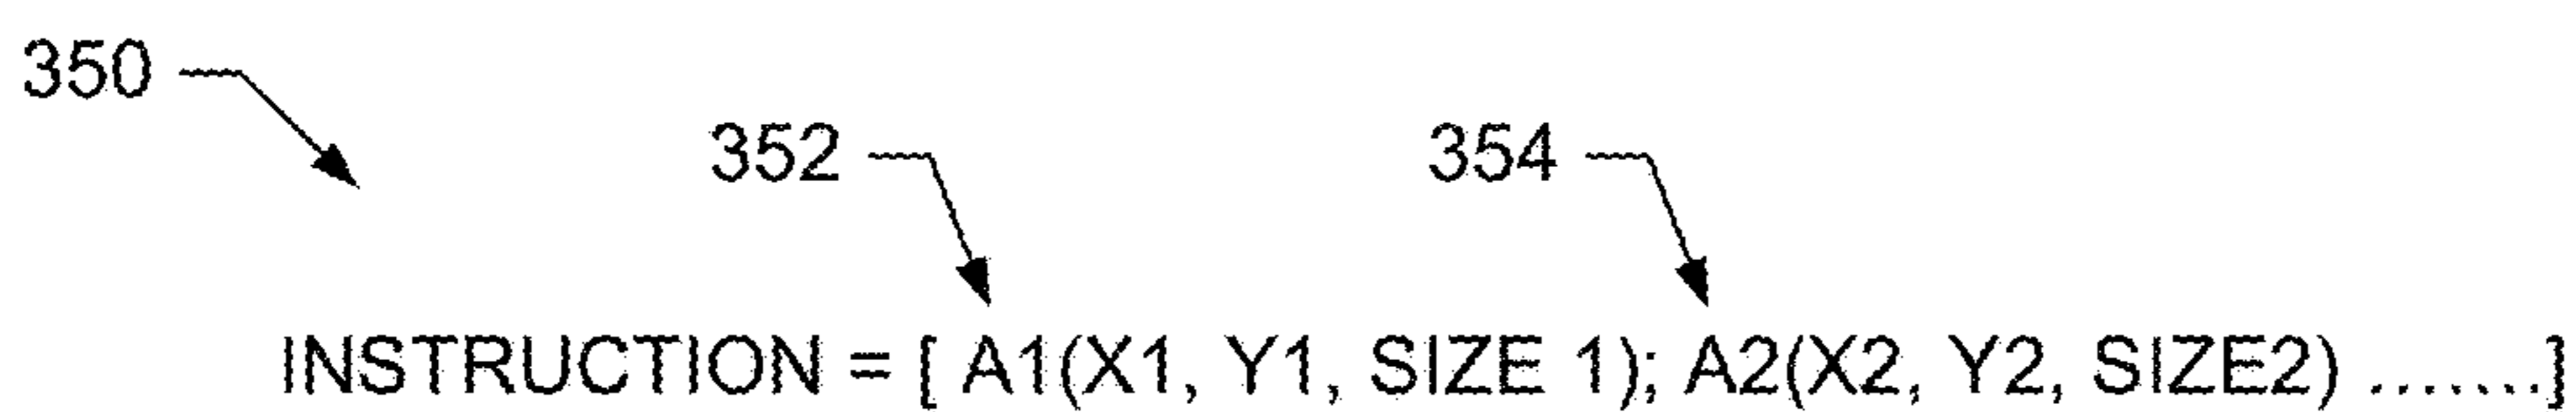 350
352 354
INSTRUCTION = [ A1(X1, Y1, SIZE 1); A2(X2, Y2, SIZE2) .......]